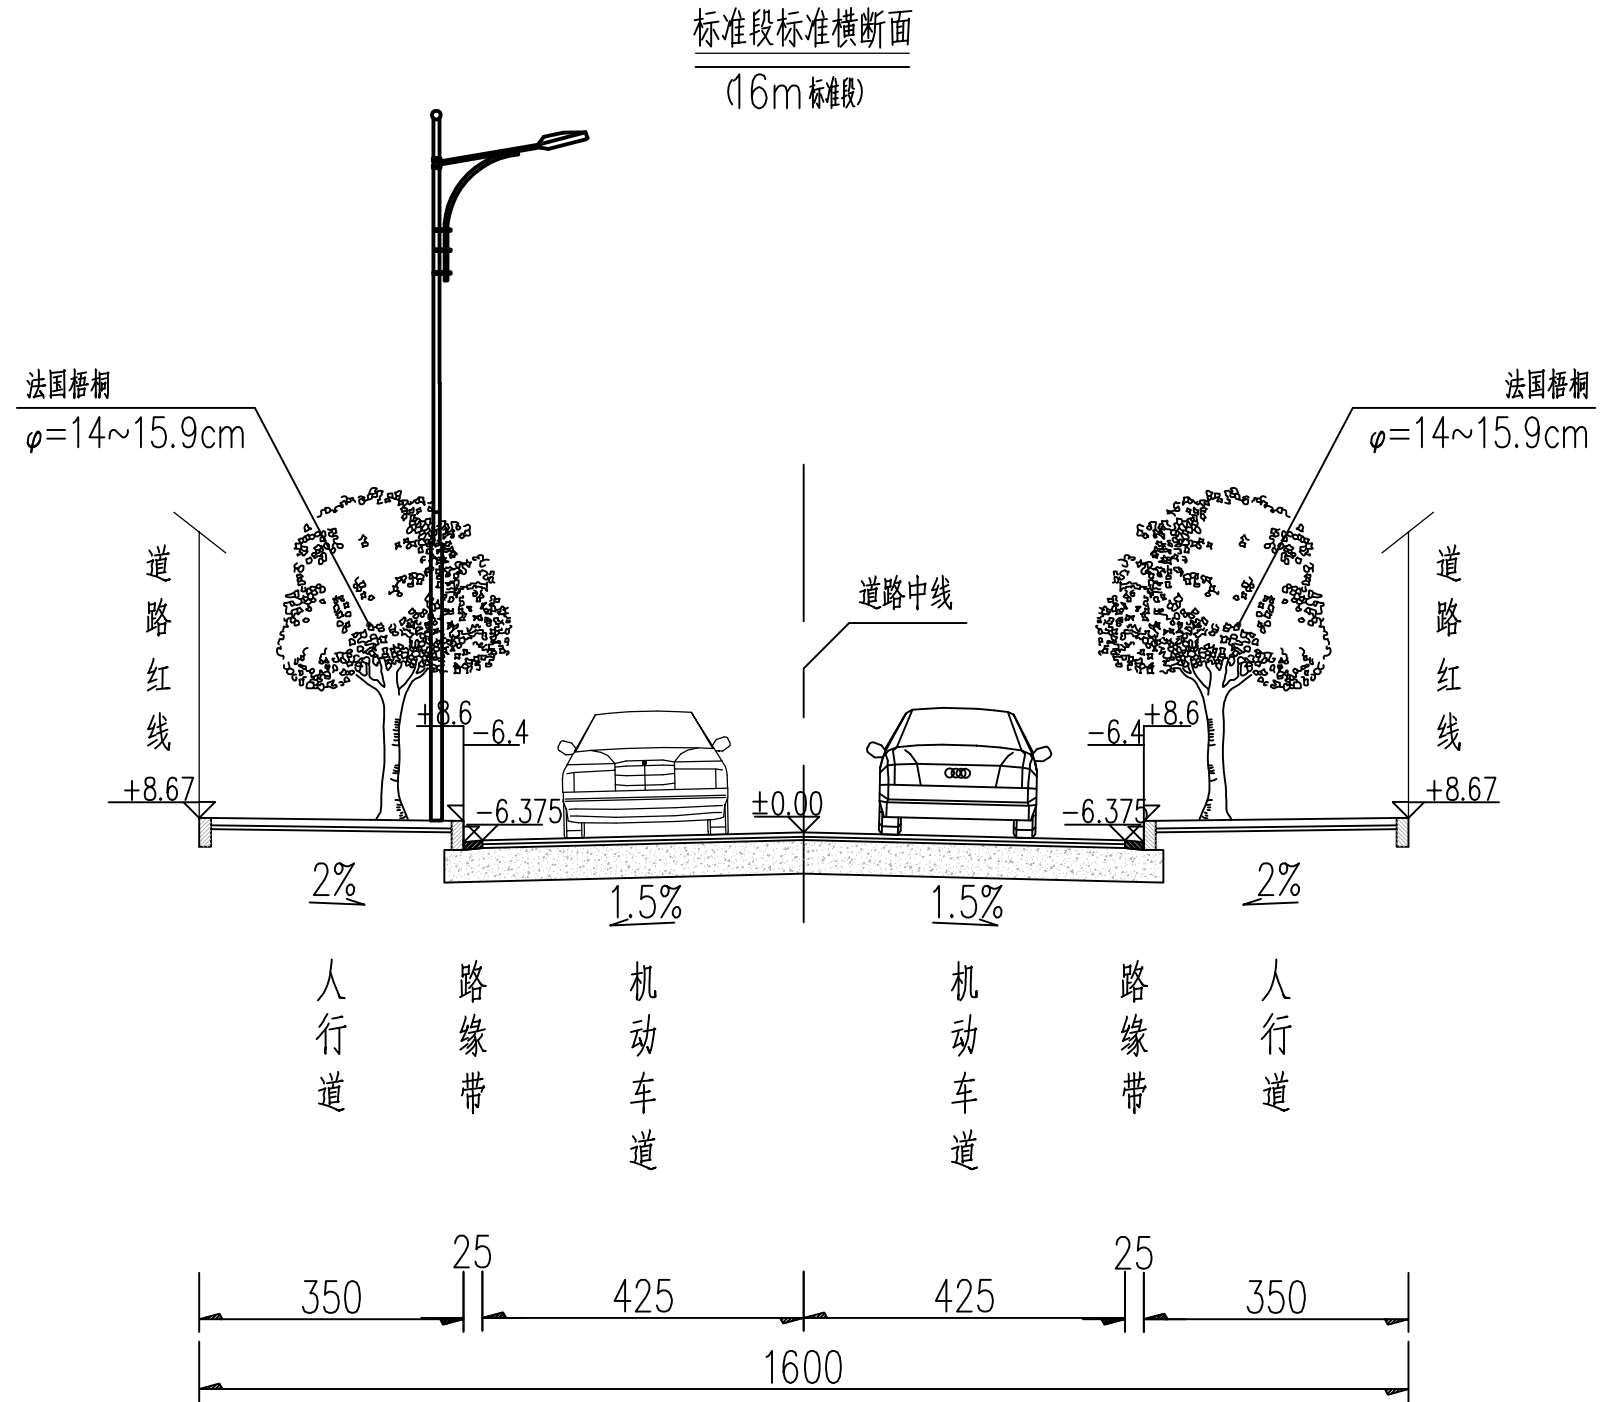 标准段标准横断面
(16m标准段)
法国梧桐
φ=14~15.9cm
法国梧桐
φ=14~15.9cm
道路红线
道路中线
道路红线
+8.6
-6.4
-6.4
+8.6
+8.67
-6.375
±0.00
-6.375
+8.67
2%
1.5%
1.5%
2%
人行道
路缘带
机动车道
机动车道
路缘带
人行道
350
25
425
425
25
350
1600